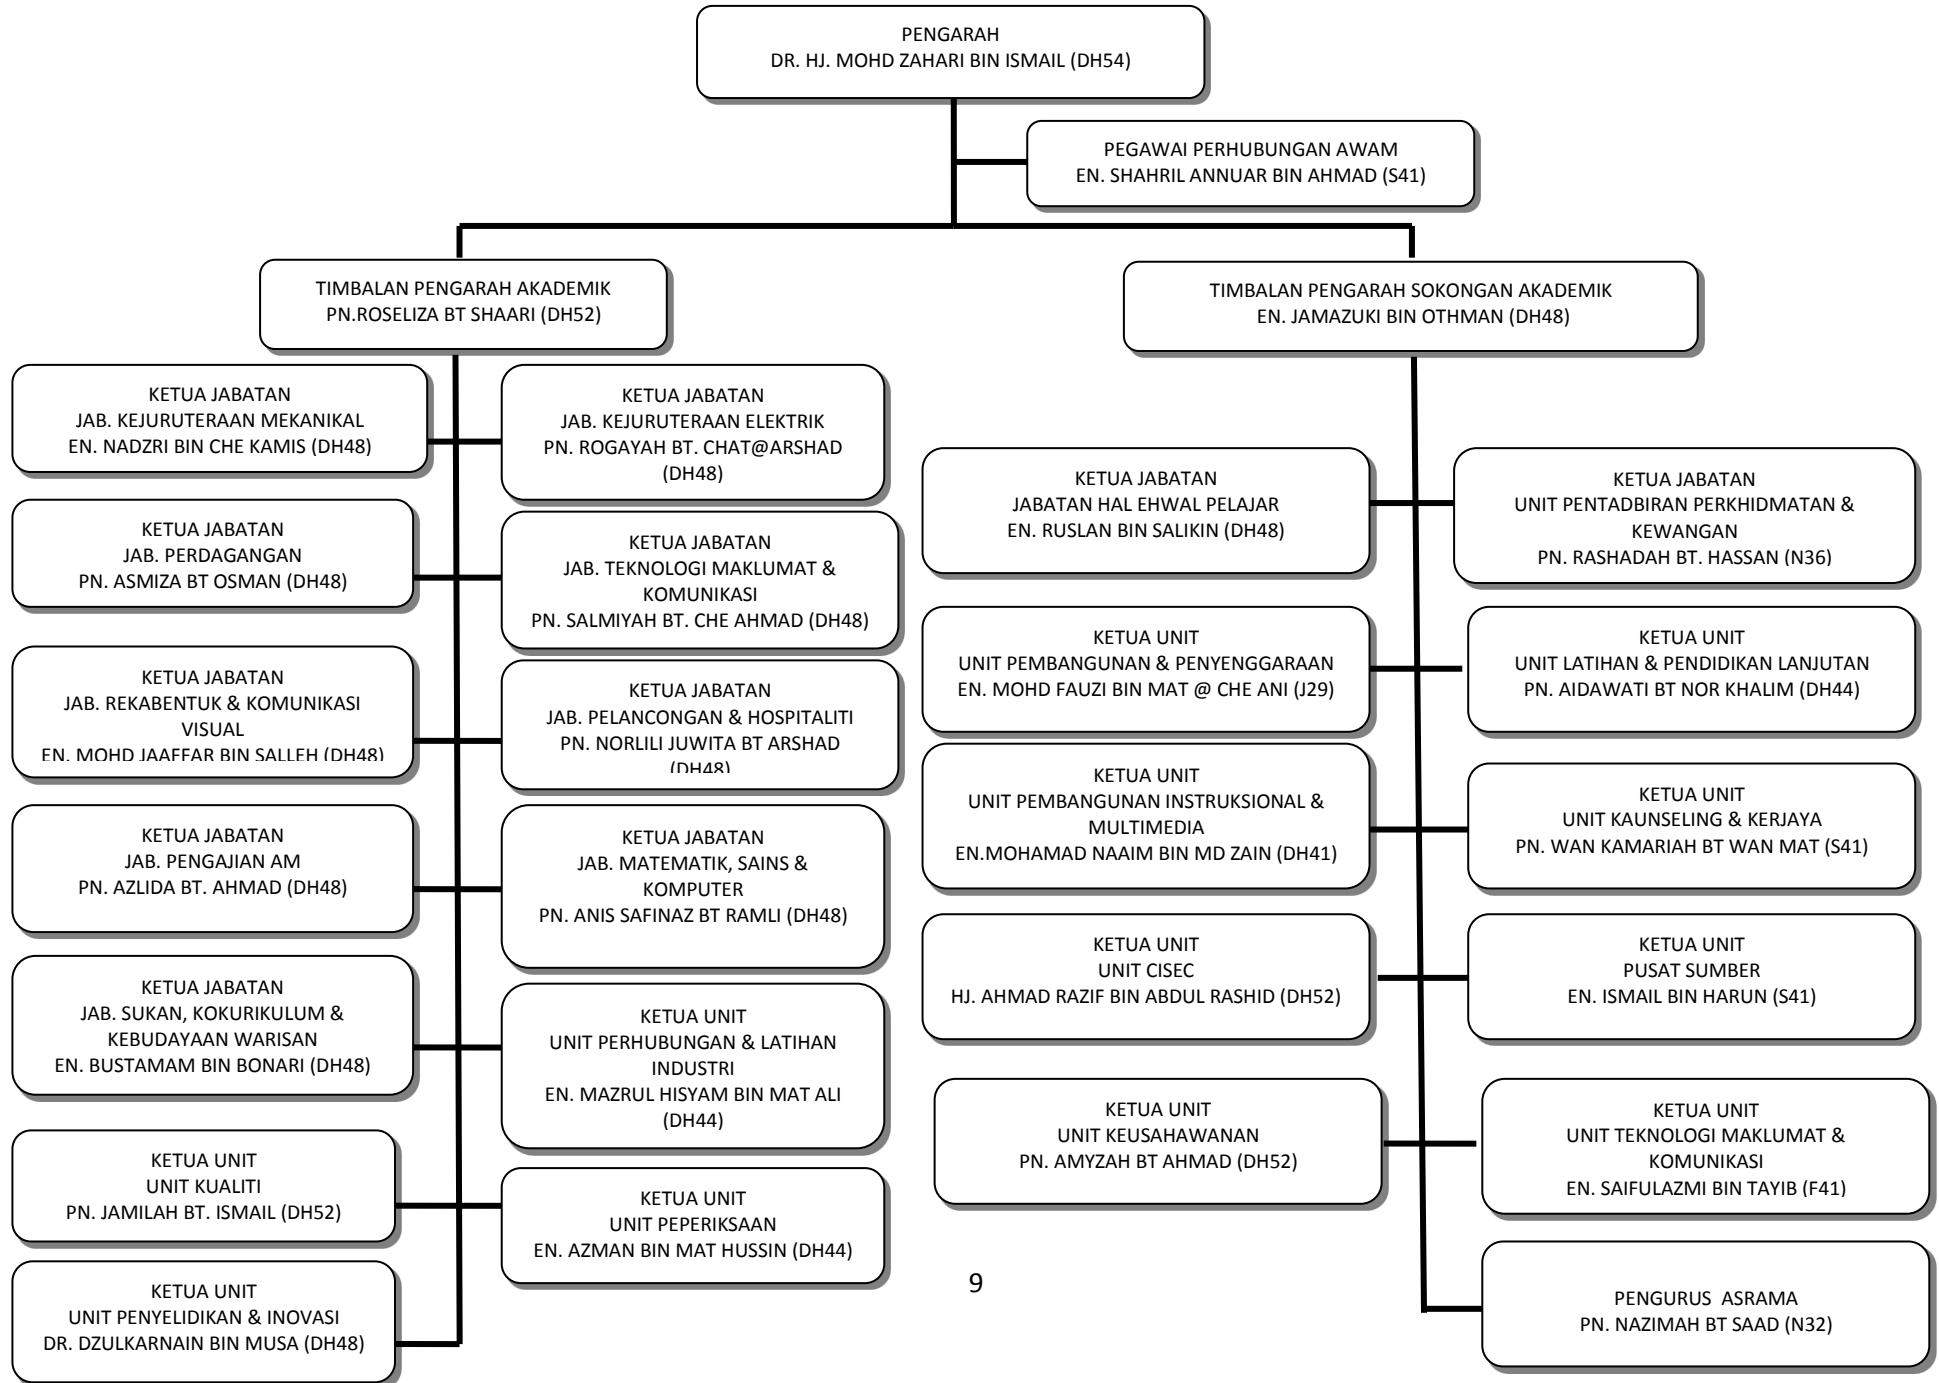 PENGARAH
DR. HJ. MOHD ZAHARI BIN ISMAIL (DH54)
PEGAWAI PERHUBUNGAN AWAM
EN. SHAHRIL ANNUAR BIN AHMAD (S41)
TIMBALAN PENGARAH AKADEMIK
PN.ROSELIZA BT SHAARI (DH52)
TIMBALAN PENGARAH SOKONGAN AKADEMIK
EN. JAMAZUKI BIN OTHMAN (DH48)
KETUA JABATAN
JAB. KEJURUTERAAN MEKANIKAL
EN. NADZRI BIN CHE KAMIS (DH48)
KETUA JABATAN
JAB. KEJURUTERAAN ELEKTRIK
PN. ROGAYAH BT. CHAT@ARSHAD
(DH48)
KETUA JABATAN
JAB. PERDAGANGAN
PN. ASMIZA BT OSMAN (DH48)
KETUA JABATAN
JAB. TEKNOLOGI MAKLUMAT &
KOMUNIKASI
PN. SALMIYAH BT. CHE AHMAD (DH48)
KETUA JABATAN
JAB. REKABENTUK & KOMUNIKASI
VISUAL
EN. MOHD JAAFFAR BIN SALLEH (DH48)
KETUA JABATAN
JAB. PELANCONGAN & HOSPITALITI
PN. NORLILI JUWITA BT ARSHAD
(DH48)
KETUA JABATAN
JAB. PENGAJIAN AM
PN. AZLIDA BT. AHMAD (DH48)
KETUA JABATAN
JAB. MATEMATIK, SAINS &
KOMPUTER
PN. ANIS SAFINAZ BT RAMLI (DH48)
KETUA JABATAN
JAB. SUKAN, KOKURIKULUM &
KEBUDAYAAN WARISAN
EN. BUSTAMAM BIN BONARI (DH48)
KETUA UNIT
UNIT PERHUBUNGAN & LATIHAN
INDUSTRI
EN. MAZRUL HISYAM BIN MAT ALI
(DH44)
KETUA UNIT
UNIT KUALITI
PN. JAMILAH BT. ISMAIL (DH52)
KETUA UNIT
UNIT PEPERIKSAAN
EN. AZMAN BIN MAT HUSSIN (DH44)
KETUA UNIT
UNIT PENYELIDIKAN & INOVASI
DR. DZULKARNAIN BIN MUSA (DH48)
KETUA JABATAN
JABATAN HAL EHWAL PELAJAR
EN. RUSLAN BIN SALIKIN (DH48)
KETUA JABATAN
UNIT PENTADBIRAN PERKHIDMATAN &
KEWANGAN
PN. RASHADAH BT. HASSAN (N36)
KETUA UNIT
UNIT PEMBANGUNAN & PENYENGGARAAN
EN. MOHD FAUZI BIN MAT @ CHE ANI (J29)
KETUA UNIT
UNIT LATIHAN & PENDIDIKAN LANJUTAN
PN. AIDAWATI BT NOR KHALIM (DH44)
KETUA UNIT
UNIT PEMBANGUNAN INSTRUKSIONAL &
MULTIMEDIA
EN.MOHAMAD NAAIM BIN MD ZAIN (DH41)
KETUA UNIT
UNIT KAUNSELING & KERJAYA
PN. WAN KAMARIAH BT WAN MAT (S41)
KETUA UNIT
UNIT CISEC
HJ. AHMAD RAZIF BIN ABDUL RASHID (DH52)
KETUA UNIT
PUSAT SUMBER
EN. ISMAIL BIN HARUN (S41)
KETUA UNIT
UNIT KEUSAHAWANAN
PN. AMYZAH BT AHMAD (DH52)
KETUA UNIT
UNIT TEKNOLOGI MAKLUMAT &
KOMUNIKASI
EN. SAIFULAZMI BIN TAYIB (F41)
PENGURUS ASRAMA
PN. NAZIMAH BT SAAD (N32)
9